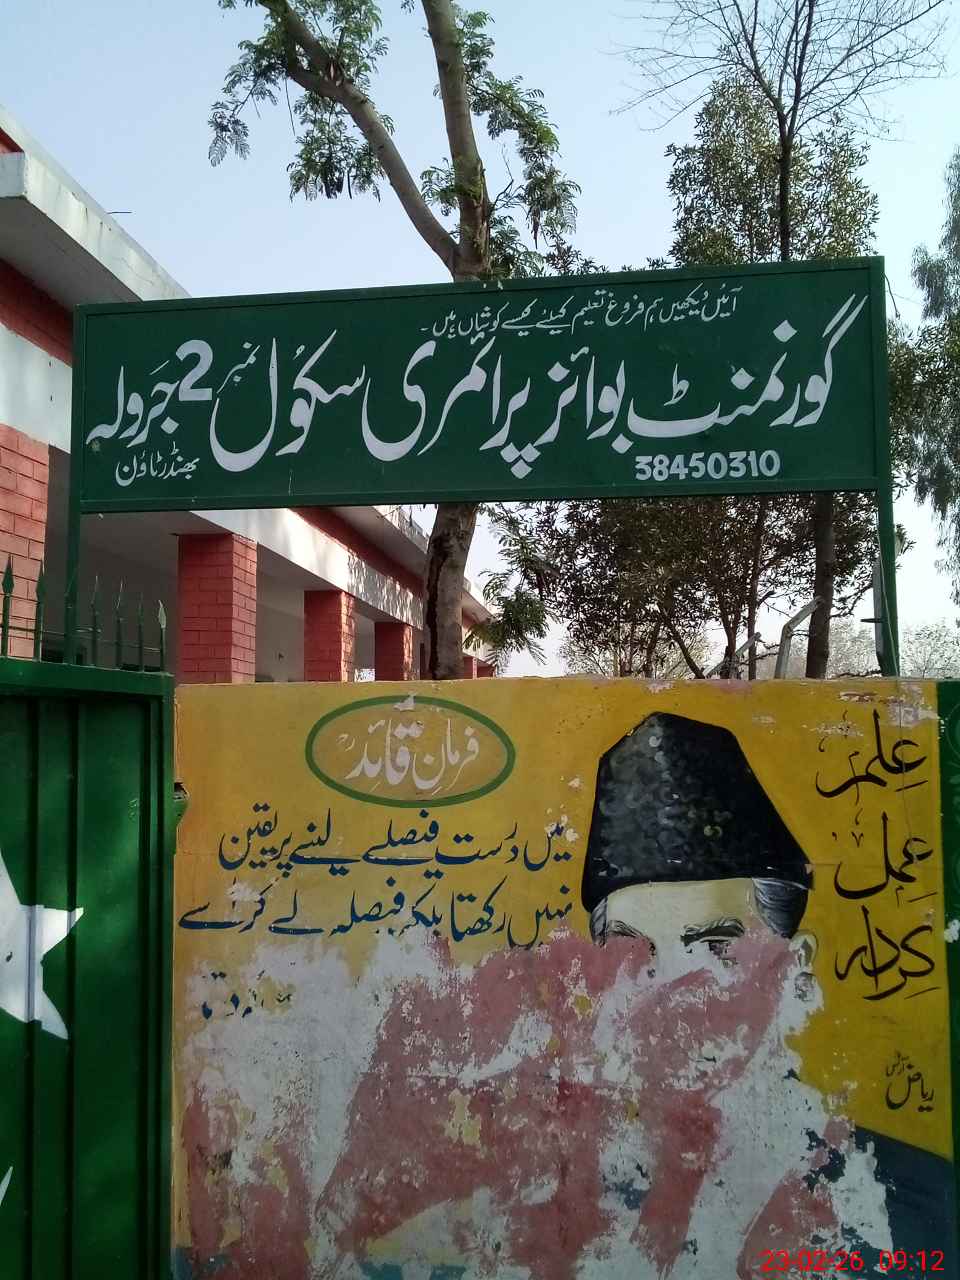 آئیں دیکھیں ہم فروغ تعلیم کیلئے کیسے کوشاں ہیں۔
گورنمنٹ بوائز پرائمری سکول نمبر 2 جرولہ
38450310
بھنڈر ٹاؤن
فرمانِ قائدؒ
میں درست فیصلے لینے پر یقین
نہیں رکھتا بلکہ فیصلہ لے کر اسے
علم
عمل
کردار
ریاض آرٹس
23-02-26 09:12